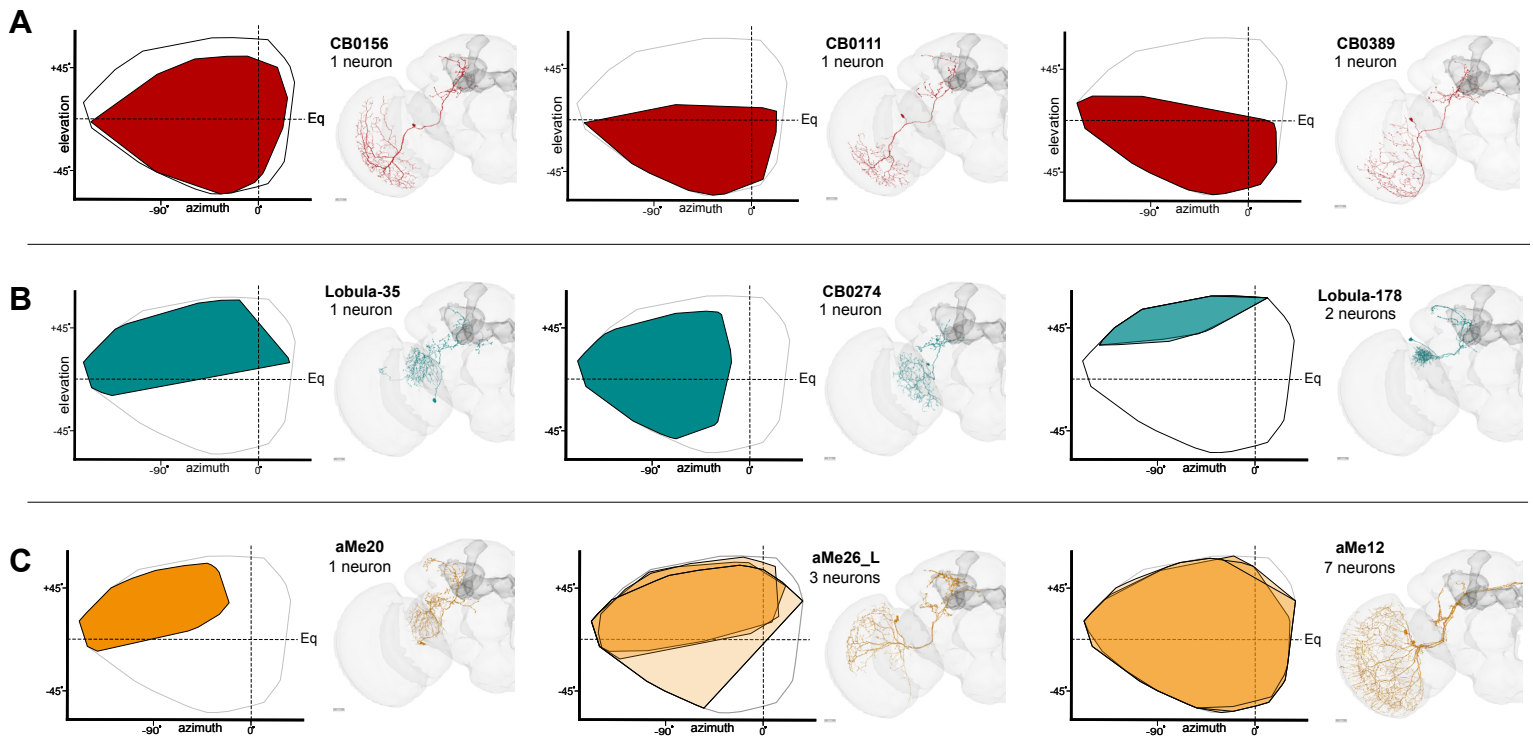 A
CB0156
1 neuron
+45°
elevation
Eq
-45°
-90°
azimuth
0°
CB0111
1 neuron
+45°
Eq
-45°
-90°
azimuth
0°
CB0389
1 neuron
+45°
elevation
Eq
-45°
-90°
azimuth
0°
B
Lobula-35
1 neuron
+45°
elevation
Eq
-45°
-90°
azimuth
0°
CB0274
1 neuron
+45°
Eq
-45°
-90°
azimuth
0°
Lobula-178
2 neurons
+45°
Eq
-45°
-90°
azimuth
0°
C
aMe20
1 neuron
+45°
Eq
-45°
-90°
azimuth
0°
aMe26_L
3 neurons
+45°
Eq
-45°
-90°
azimuth
0°
aMe12
7 neurons
+45°
Eq
-45°
-90°
azimuth
0°